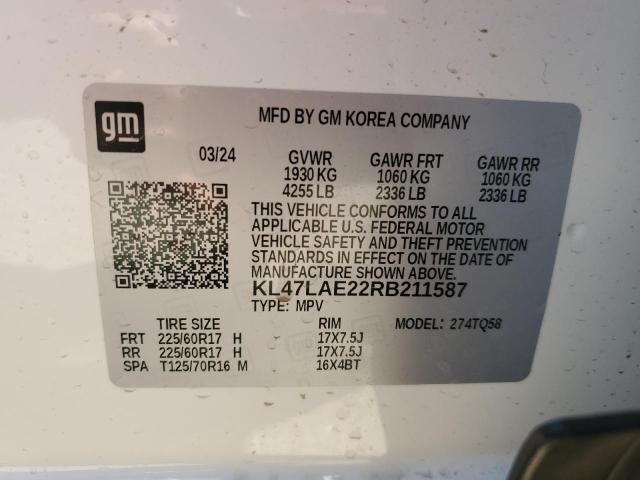 gm
MFD BY GM KOREA COMPANY
03/24 GVWR GAWR FRT GAWR RR
1930 KG 1060 KG 1060 KG
4255 LB 2336 LB 2336 LB
THIS VEHICLE CONFORMS TO ALL
APPLICABLE U.S. FEDERAL MOTOR
VEHICLE SAFETY AND THEFT PREVENTION
STANDARDS IN EFFECT ON THE DATE OF
MANUFACTURE SHOWN ABOVE.
KL47LAE22RB211587
TYPE: MPV
TIRE SIZE RIM MODEL: 274TQ58
FRT 225/60R17 H 17X7.5J
RR 225/60R17 H 17X7.5J
SPA T125/70R16 M 16X4BT